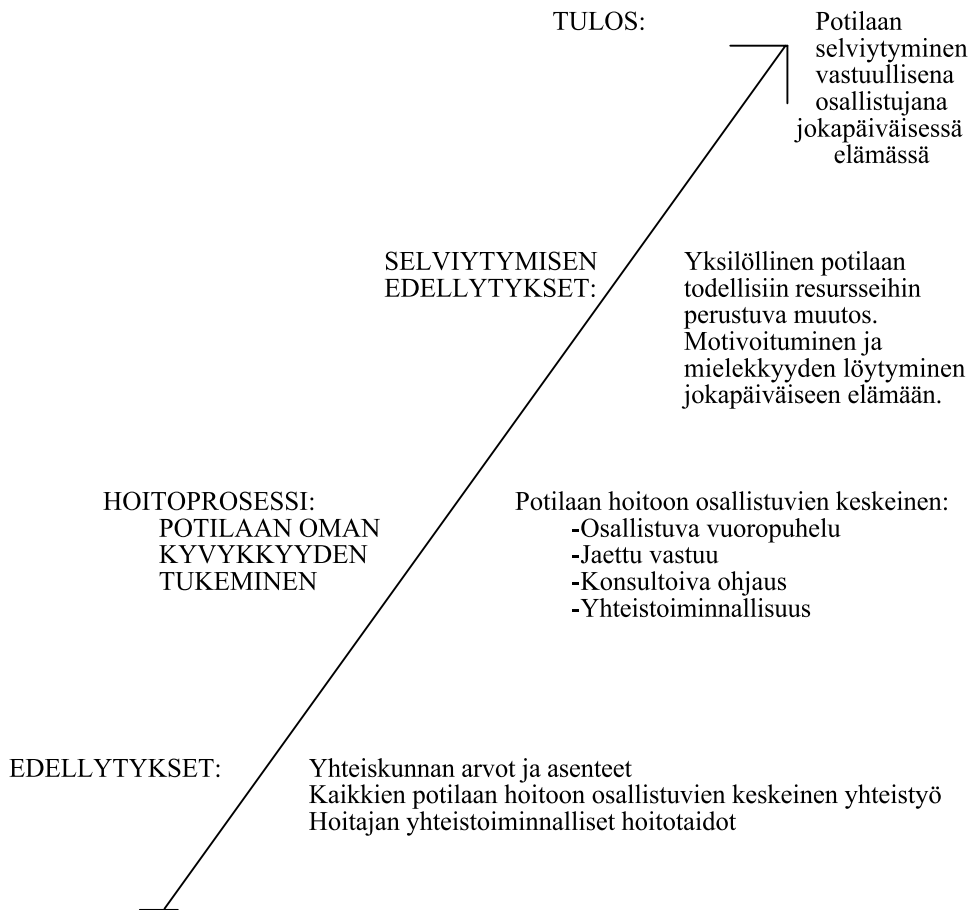 TULOS:
Potilaan
selviytyminen
vastuullisena
osallistujana
jokapäiväisessä
elämässä
SELVIYTYMISEN
EDELLYTYKSET:
Yksilöllinen potilaan
todellisiin resursseihin
perustuva muutos.
Motivoituminen ja
mielekkyyden löytyminen
jokapäiväiseen elämään.
HOITOPROSESSI:
POTILAAN OMAN
KYVYKKYYDEN
TUKEMINEN
Potilaan hoitoon osallistuvien keskeinen:
-Osallistuva vuoropuhelu
-Jaettu vastuu
-Konsultoiva ohjaus
-Yhteistoiminnallisuus
EDELLYTYKSET:
Yhteiskunnan arvot ja asenteet
Kaikkien potilaan hoitoon osallistuvien keskeinen yhteistyö
Hoitajan yhteistoiminnalliset hoitotaidot